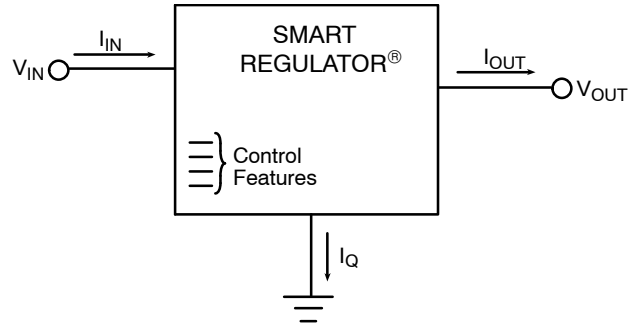 SMART
REGULATOR®
I_IN
V_IN
I_OUT
V_OUT
Control
Features
I_Q